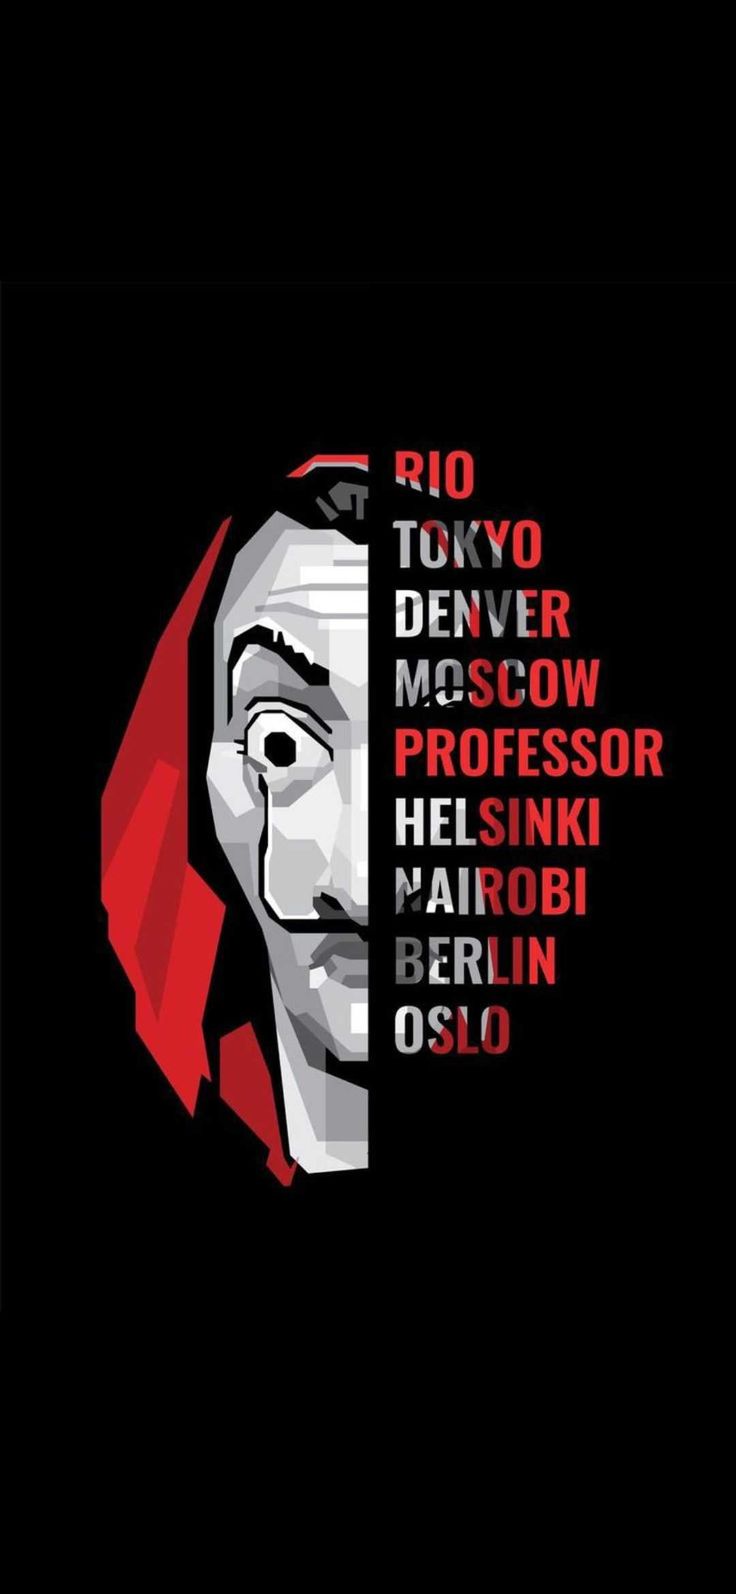 RIO
TOKYO
DENVER
MOSCOW
PROFESSOR
HELSINKI
NAIROBI
BERLIN
OSLO